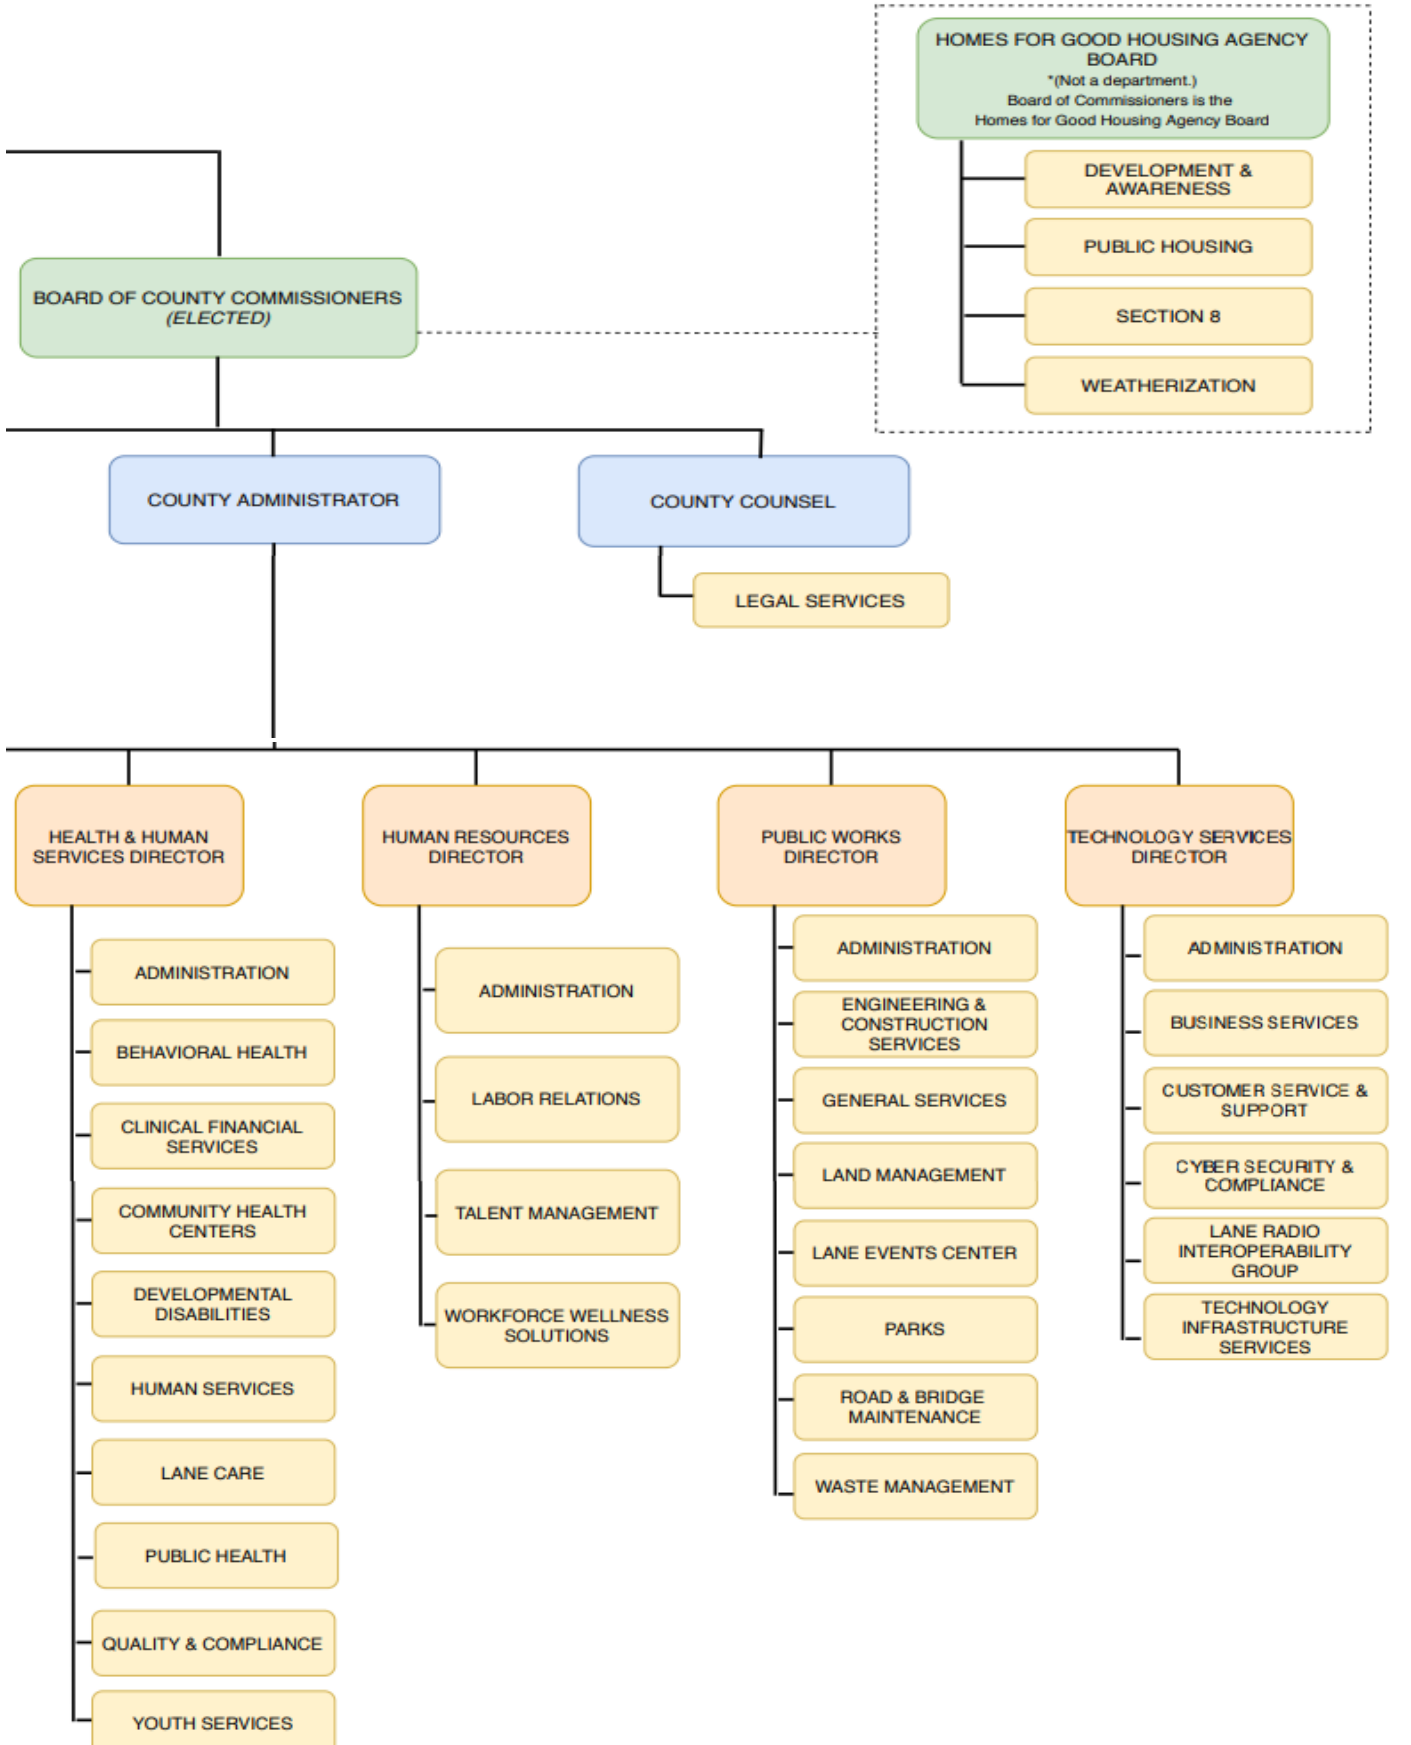 HOMES FOR GOOD HOUSING AGENCY
BOARD
*(Not a department.)
Board of Commissioners is the
Homes for Good Housing Agency Board
DEVELOPMENT &
AWARENESS
PUBLIC HOUSING
SECTION 8
WEATHERIZATION
BOARD OF COUNTY COMMISSIONERS
(ELECTED)
COUNTY ADMINISTRATOR
COUNTY COUNSEL
LEGAL SERVICES
HEALTH & HUMAN
SERVICES DIRECTOR
ADMINISTRATION
BEHAVIORAL HEALTH
CLINICAL FINANCIAL
SERVICES
COMMUNITY HEALTH
CENTERS
DEVELOPMENTAL
DISABILITIES
HUMAN SERVICES
LANE CARE
PUBLIC HEALTH
QUALITY & COMPLIANCE
YOUTH SERVICES
HUMAN RESOURCES
DIRECTOR
ADMINISTRATION
LABOR RELATIONS
TALENT MANAGEMENT
WORKFORCE WELLNESS
SOLUTIONS
PUBLIC WORKS
DIRECTOR
ADMINISTRATION
ENGINEERING &
CONSTRUCTION
SERVICES
GENERAL SERVICES
LAND MANAGEMENT
LANE EVENTS CENTER
PARKS
ROAD & BRIDGE
MAINTENANCE
WASTE MANAGEMENT
TECHNOLOGY SERVICES
DIRECTOR
ADMINISTRATION
BUSINESS SERVICES
CUSTOMER SERVICE &
SUPPORT
CYBER SECURITY &
COMPLIANCE
LANE RADIO
INTEROPERABILITY
GROUP
TECHNOLOGY
INFRASTRUCTURE
SERVICES